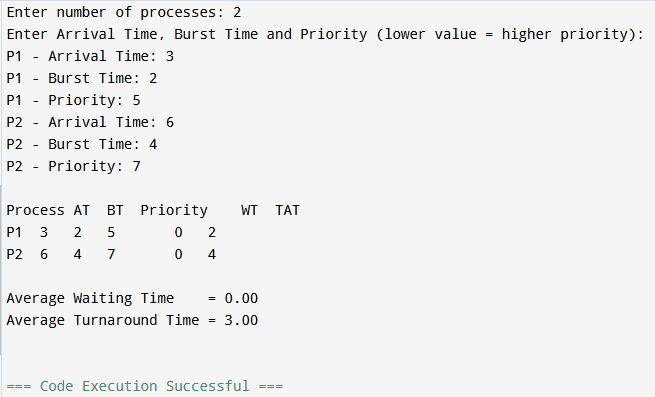 Enter number of processes: 2
Enter Arrival Time, Burst Time and Priority (lower value = higher priority):
P1 - Arrival Time: 3
P1 - Burst Time: 2
P1 - Priority: 5
P2 - Arrival Time: 6
P2 - Burst Time: 4
P2 - Priority: 7
Process AT  BT  Priority    WT  TAT
P1  3   2   5       0   2
P2  6   4   7       0   4
Average Waiting Time    = 0.00
Average Turnaround Time = 3.00
=== Code Execution Successful ===